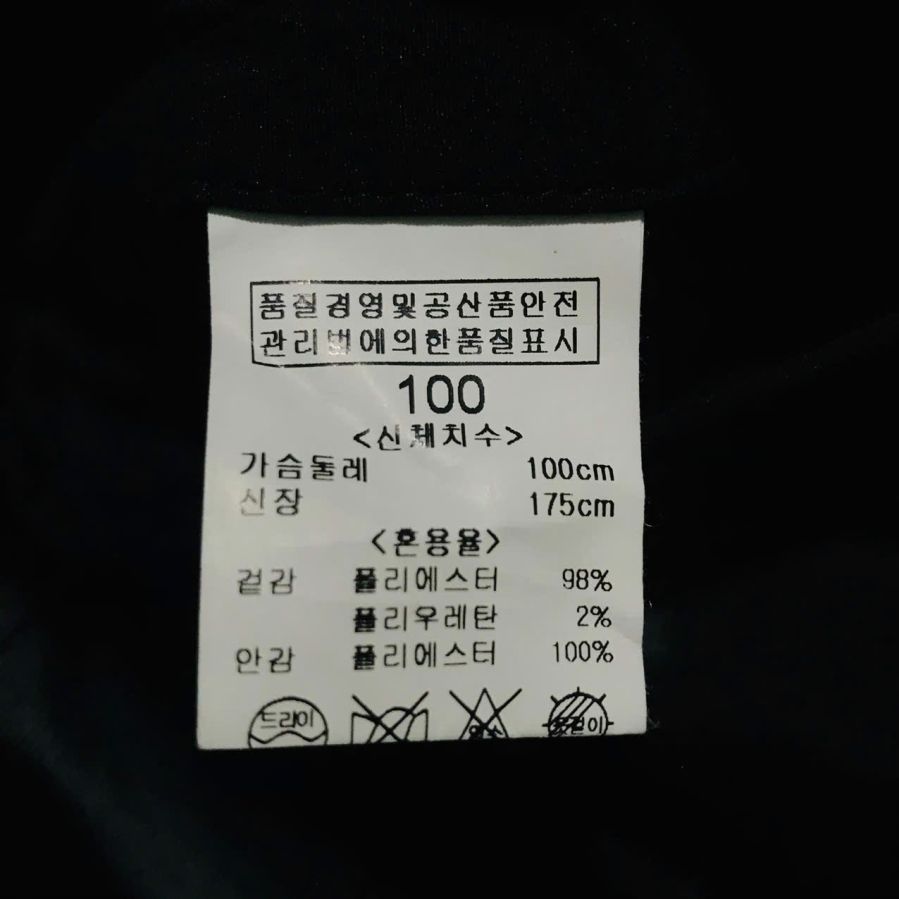 품질경영및공산품안전
관리법에의한품질표시
100
<신체치수>
가슴둘레 100cm
신장 175cm
<혼용율>
겉감 폴리에스터 98%
폴리우레탄 2%
안감 폴리에스터 100%
드라이
옷걸이